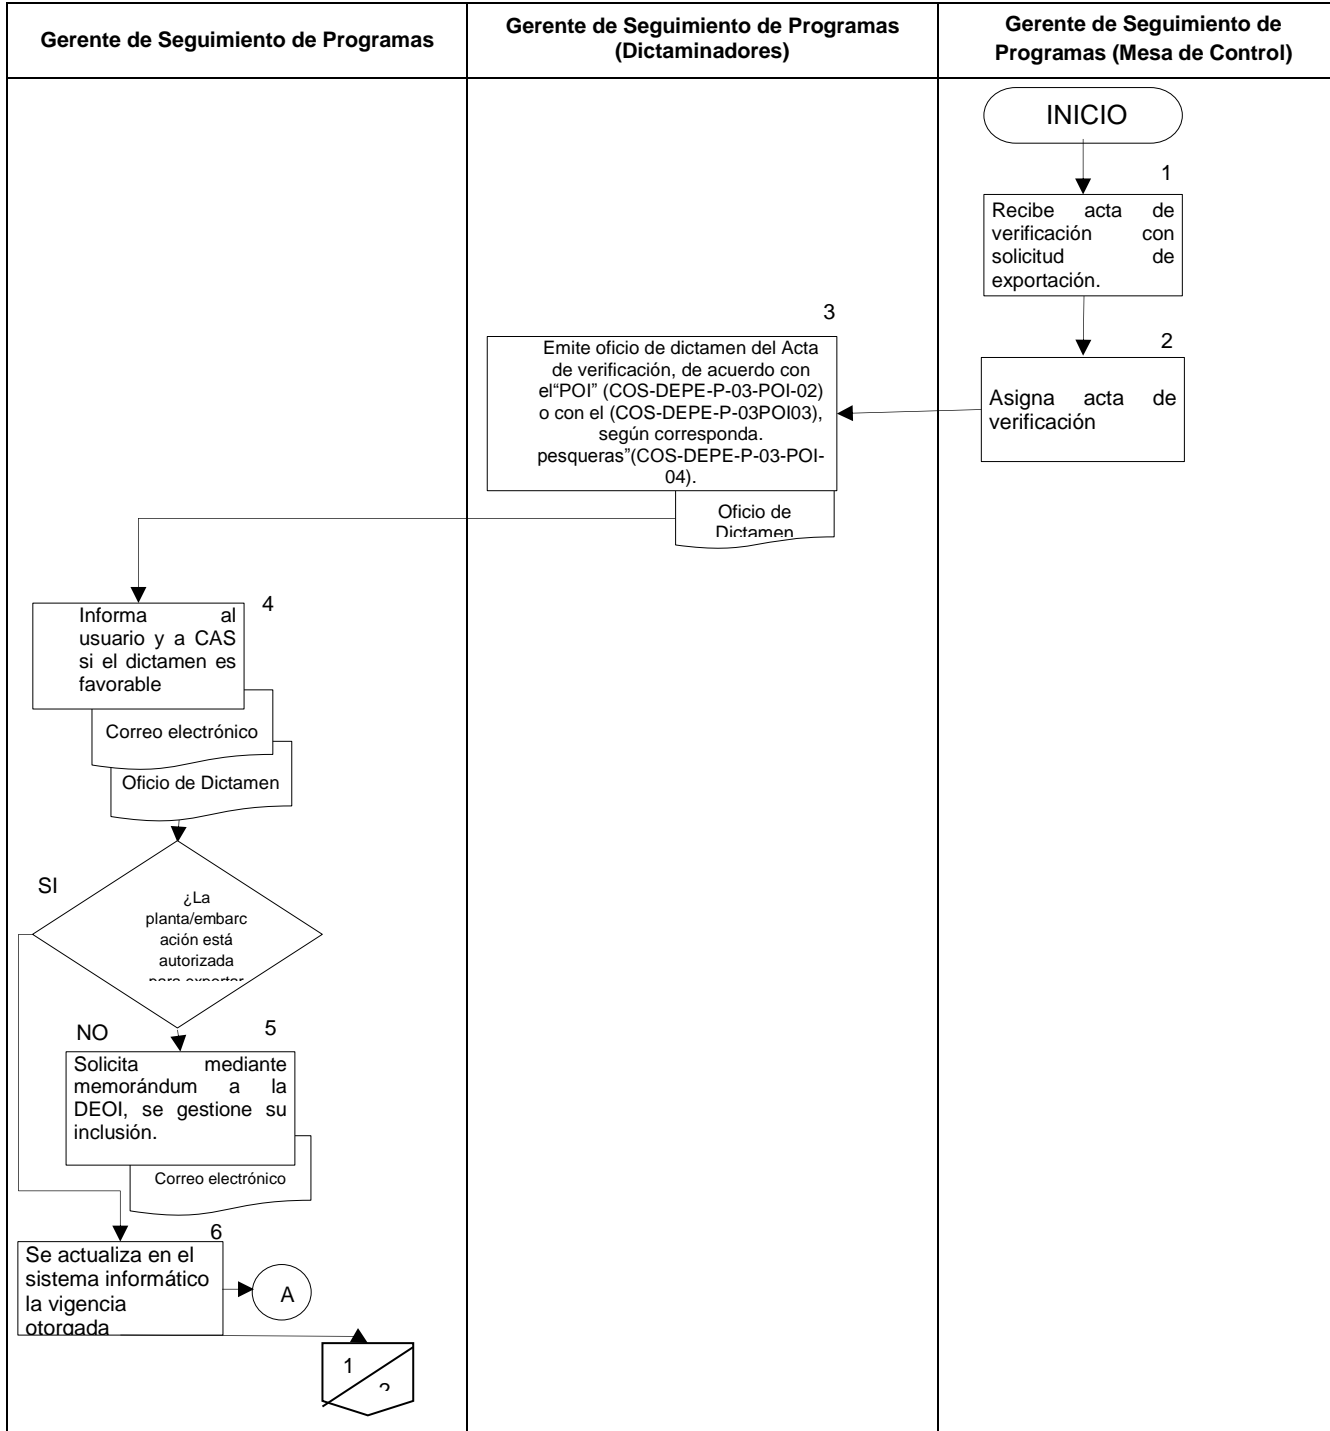 Gerente de Seguimiento de Programas
Gerente de Seguimiento de Programas
(Dictaminadores)
Gerente de Seguimiento de
Programas (Mesa de Control)
INICIO
1
Recibe acta de
verificación con
solicitud de
exportación.
2
Asigna acta de
verificación
3
Emite oficio de dictamen del Acta
de verificación, de acuerdo con
el“POI” (COS-DEPE-P-03-POI-02)
o con el (COS-DEPE-P-03POI03),
según corresponda.
pesqueras”(COS-DEPE-P-03-POI-
04).
Oficio de
Dictamen
4
Informa al
usuario y a CAS
si el dictamen es
favorable
Correo electrónico
Oficio de Dictamen
SI
¿La
planta/embarc
ación está
autorizada
para exportar
NO
5
Solicita mediante
memorándum a la
DEOI, se gestione su
inclusión.
Correo electrónico
6
Se actualiza en el
sistema informático
la vigencia
otorgada
A
1
2